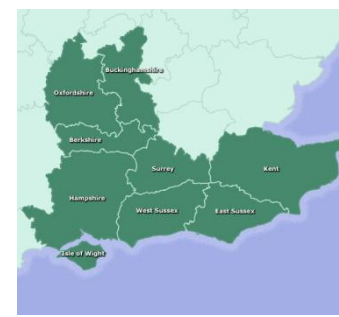 Buckinghamshire
Oxfordshire
Berkshire
Surrey
Kent
Hampshire
West Sussex
East Sussex
Isle of Wight